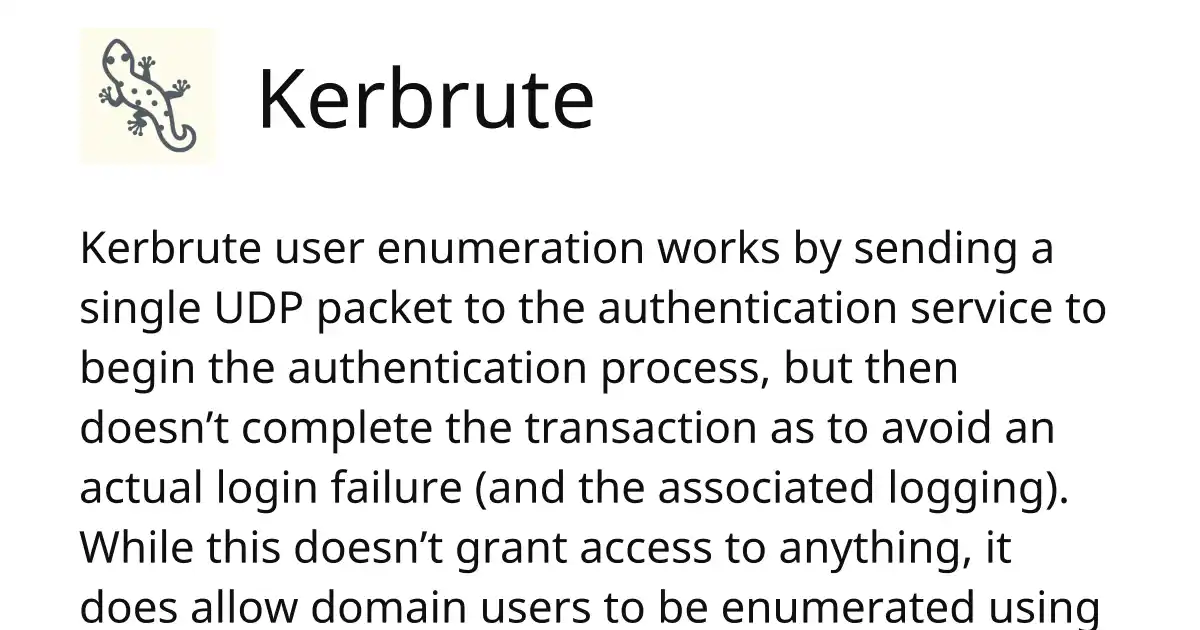 Kerbrute
Kerbrute user enumeration works by sending a
single UDP packet to the authentication service to
begin the authentication process, but then
doesn’t complete the transaction as to avoid an
actual login failure (and the associated logging).
While this doesn’t grant access to anything, it
does allow domain users to be enumerated using